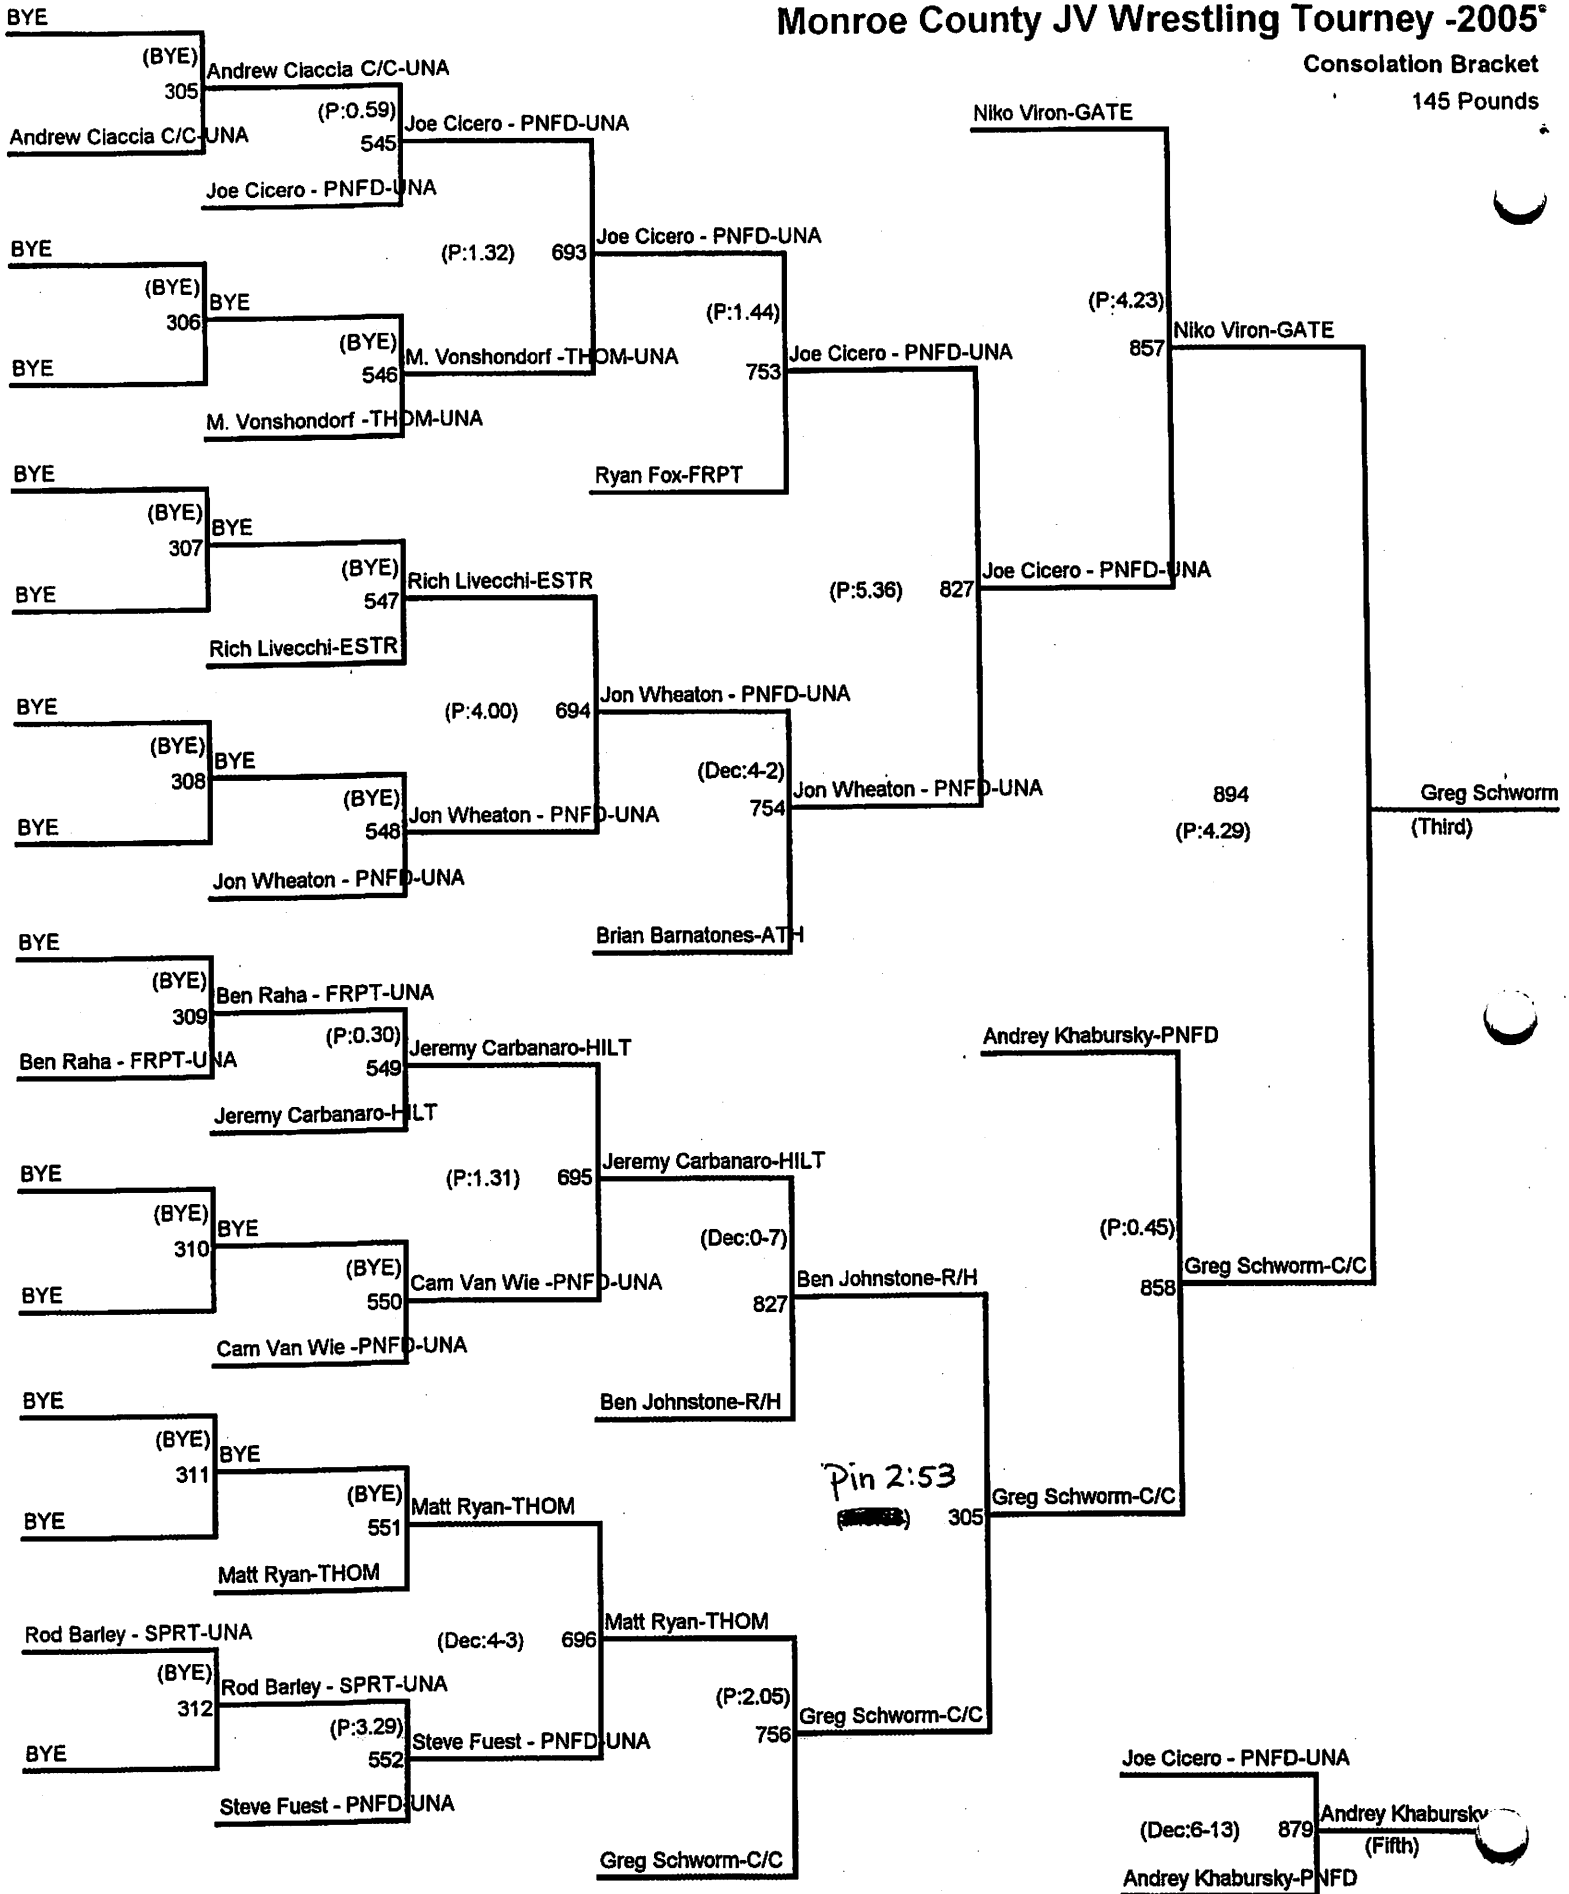 Monroe County JV Wrestling Tourney -2005
Consolation Bracket
145 Pounds
BYE
(BYE)
305
Andrew Ciaccia C/C-UNA
Andrew Ciaccia C/C-UNA
(P:0.59)
545
Joe Cicero - PNFD-UNA
Joe Cicero - PNFD-UNA
BYE
(BYE)
306
BYE
BYE
(BYE)
546
M. Vonshondorf -THOM-UNA
M. Vonshondorf -THOM-UNA
(P:1.32) 693
Joe Cicero - PNFD-UNA
(P:1.44)
753
Joe Cicero - PNFD-UNA
Ryan Fox-FRPT
BYE
(BYE)
307
BYE
BYE
(BYE)
547
Rich Livecchi-ESTR
Rich Livecchi-ESTR
BYE
(BYE)
308
BYE
BYE
(BYE)
548
Jon Wheaton - PNFD-UNA
Jon Wheaton - PNFD-UNA
(P:4.00) 694
Jon Wheaton - PNFD-UNA
(Dec:4-2)
754
Jon Wheaton - PNFD-UNA
Brian Barnatones-ATH
(P:5.36) 827
Joe Cicero - PNFD-UNA
Niko Viron-GATE
(P:4.23)
857
Niko Viron-GATE
BYE
(BYE)
309
Ben Raha - FRPT-UNA
Ben Raha - FRPT-UNA
(P:0.30)
549
Jeremy Carbanaro-HILT
Jeremy Carbanaro-HILT
BYE
(BYE)
310
BYE
BYE
(BYE)
550
Cam Van Wie -PNFD-UNA
Cam Van Wie -PNFD-UNA
(P:1.31) 695
Jeremy Carbanaro-HILT
(Dec:0-7)
827
Ben Johnstone-R/H
Ben Johnstone-R/H
BYE
(BYE)
311
BYE
BYE
(BYE)
551
Matt Ryan-THOM
Matt Ryan-THOM
Rod Barley - SPRT-UNA
(BYE)
312
Rod Barley - SPRT-UNA
BYE
(P:3.29)
552
Steve Fuest - PNFD-UNA
Steve Fuest - PNFD-UNA
(Dec:4-3) 696
Matt Ryan-THOM
(P:2.05)
756
Greg Schworm-C/C
Greg Schworm-C/C
Pin 2:53
305
Greg Schworm-C/C
Andrey Khabursky-PNFD
(P:0.45)
858
Greg Schworm-C/C
894
(P:4.29)
Greg Schworm
(Third)
Joe Cicero - PNFD-UNA
(Dec:6-13) 879
Andrey Khabursky
(Fifth)
Andrey Khabursky-PNFD